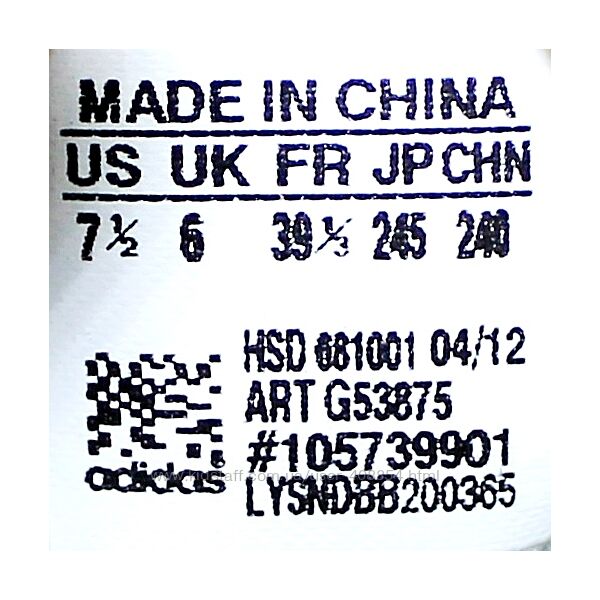 MADE IN CHINA
US UK FR JP CHN
7½ 6 39⅓ 245 240
HSD 681001 04/12
ART G53875
#105739901
adidas
LYSNDBB200365